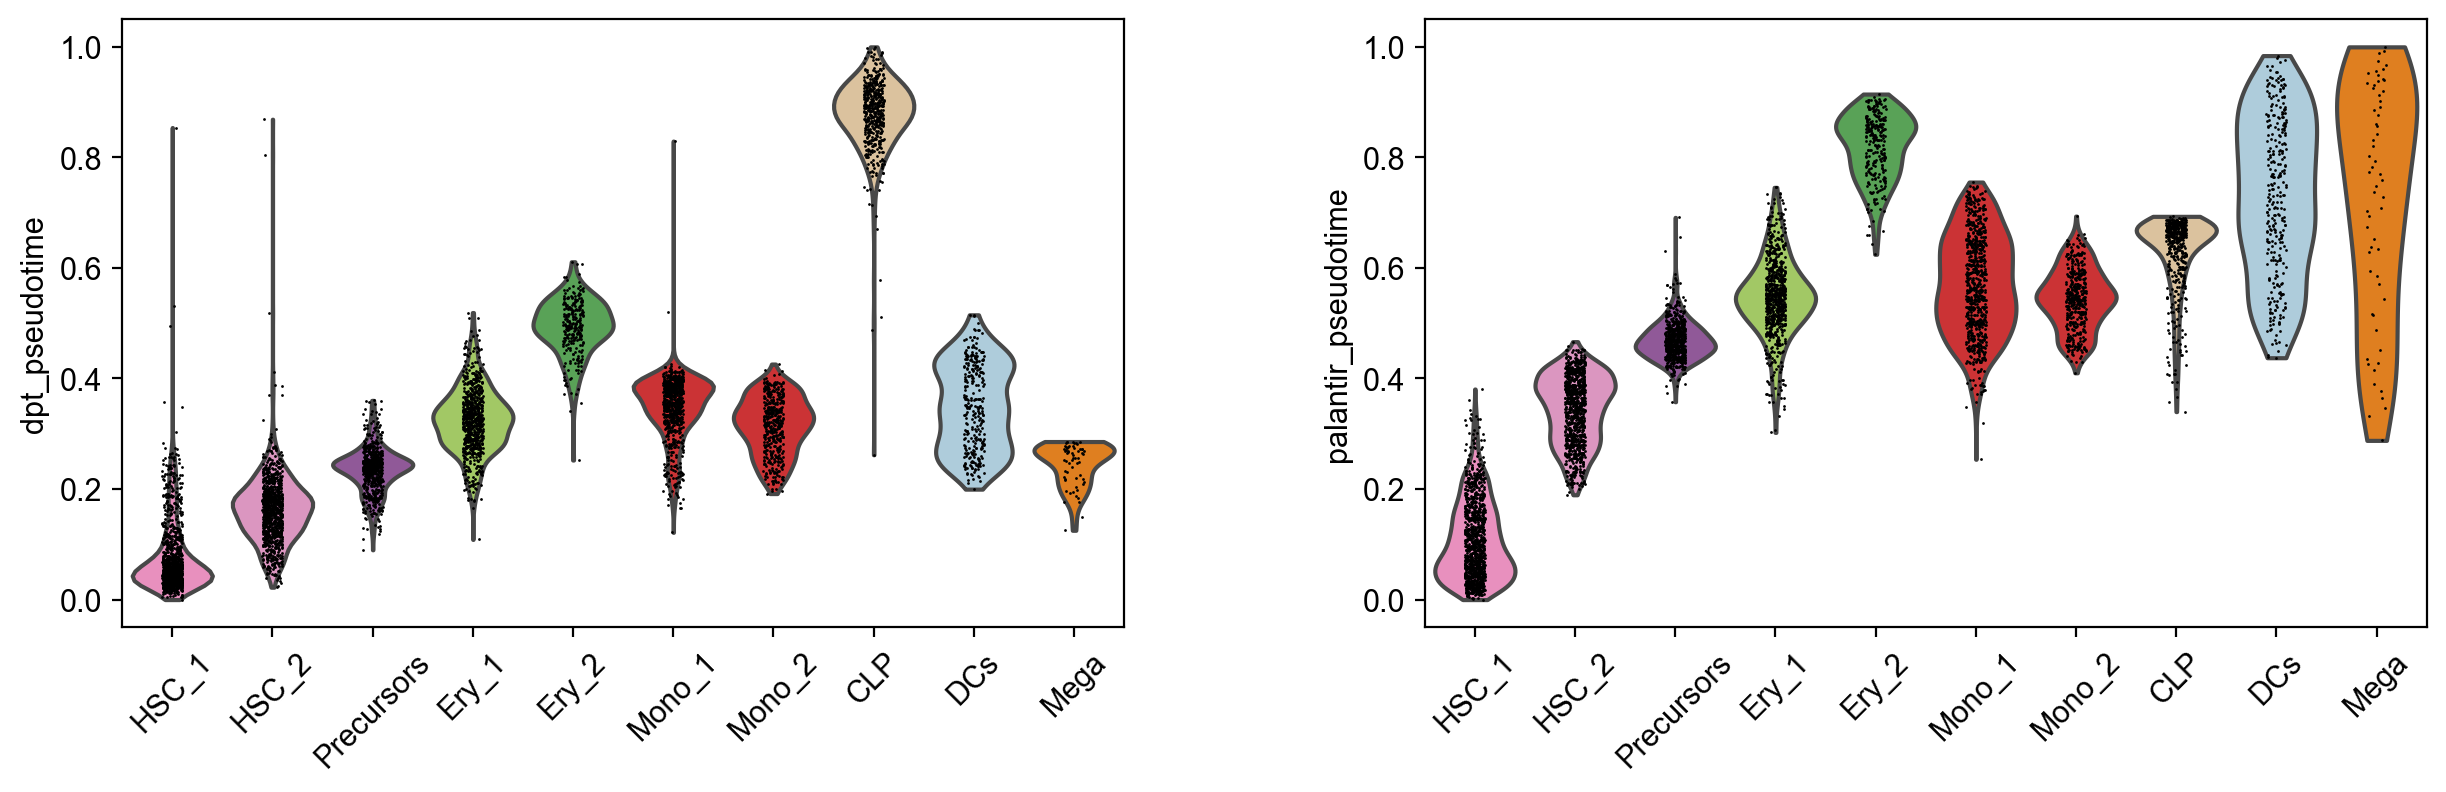 dpt_pseudotime
1.0
0.8
0.6
0.4
0.2
0.0
HSC_1
HSC_2
Precursors
Ery_1
Ery_2
Mono_1
Mono_2
CLP
DCs
Mega
palantir_pseudotime
1.0
0.8
0.6
0.4
0.2
0.0
HSC_1
HSC_2
Precursors
Ery_1
Ery_2
Mono_1
Mono_2
CLP
DCs
Mega